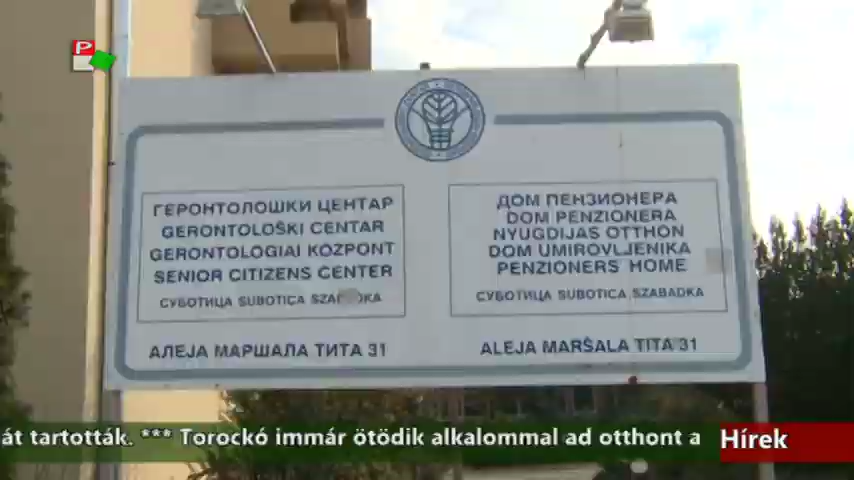 P
ГЕРОНТОЛОШКИ ЦЕНТАР
GERONTOLOŠKI CENTAR
GERONTOLOGIAI KÖZPONT
SENIOR CITIZENS CENTER
СУБОТИЦА SUBOTICA SZABADKA
АЛЕЈА МАРШАЛА ТИТА 31
ДОМ ПЕНЗИОНЕРА
DOM PENZIONERA
NYUGDIJAS OTTHON
DOM UMIROVLJENIKA
PENZIONERS HOME
СУБОТИЦА SUBOTICA SZABADKA
ALEJA MARŠALA TITA 31
át tartották. *** Torockó immár ötödik alkalommal ad otthont a
Hírek